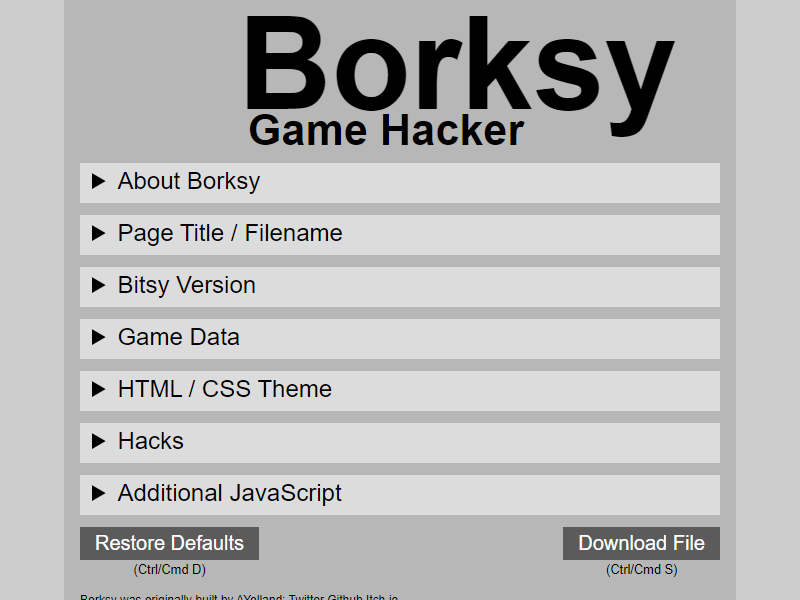 Borksy
Game Hacker
About Borksy
Page Title / Filename
Bitsy Version
Game Data
HTML / CSS Theme
Hacks
Additional JavaScript
Restore Defaults
Download File
(Ctrl/Cmd D)
(Ctrl/Cmd S)
Borksy was originally built by AYolland: Twitter Github Itch.io